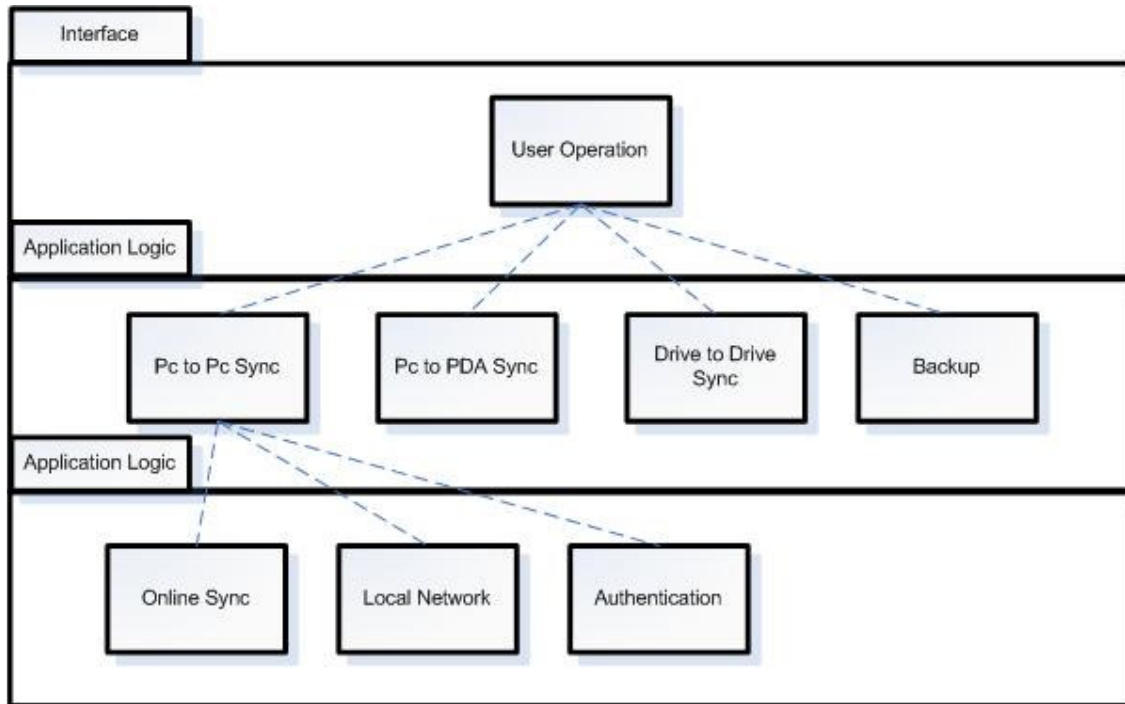 Interface
User Operation
Application Logic
Pc to Pc Sync
Pc to PDA Sync
Drive to Drive
Sync
Backup
Application Logic
Online Sync
Local Network
Authentication